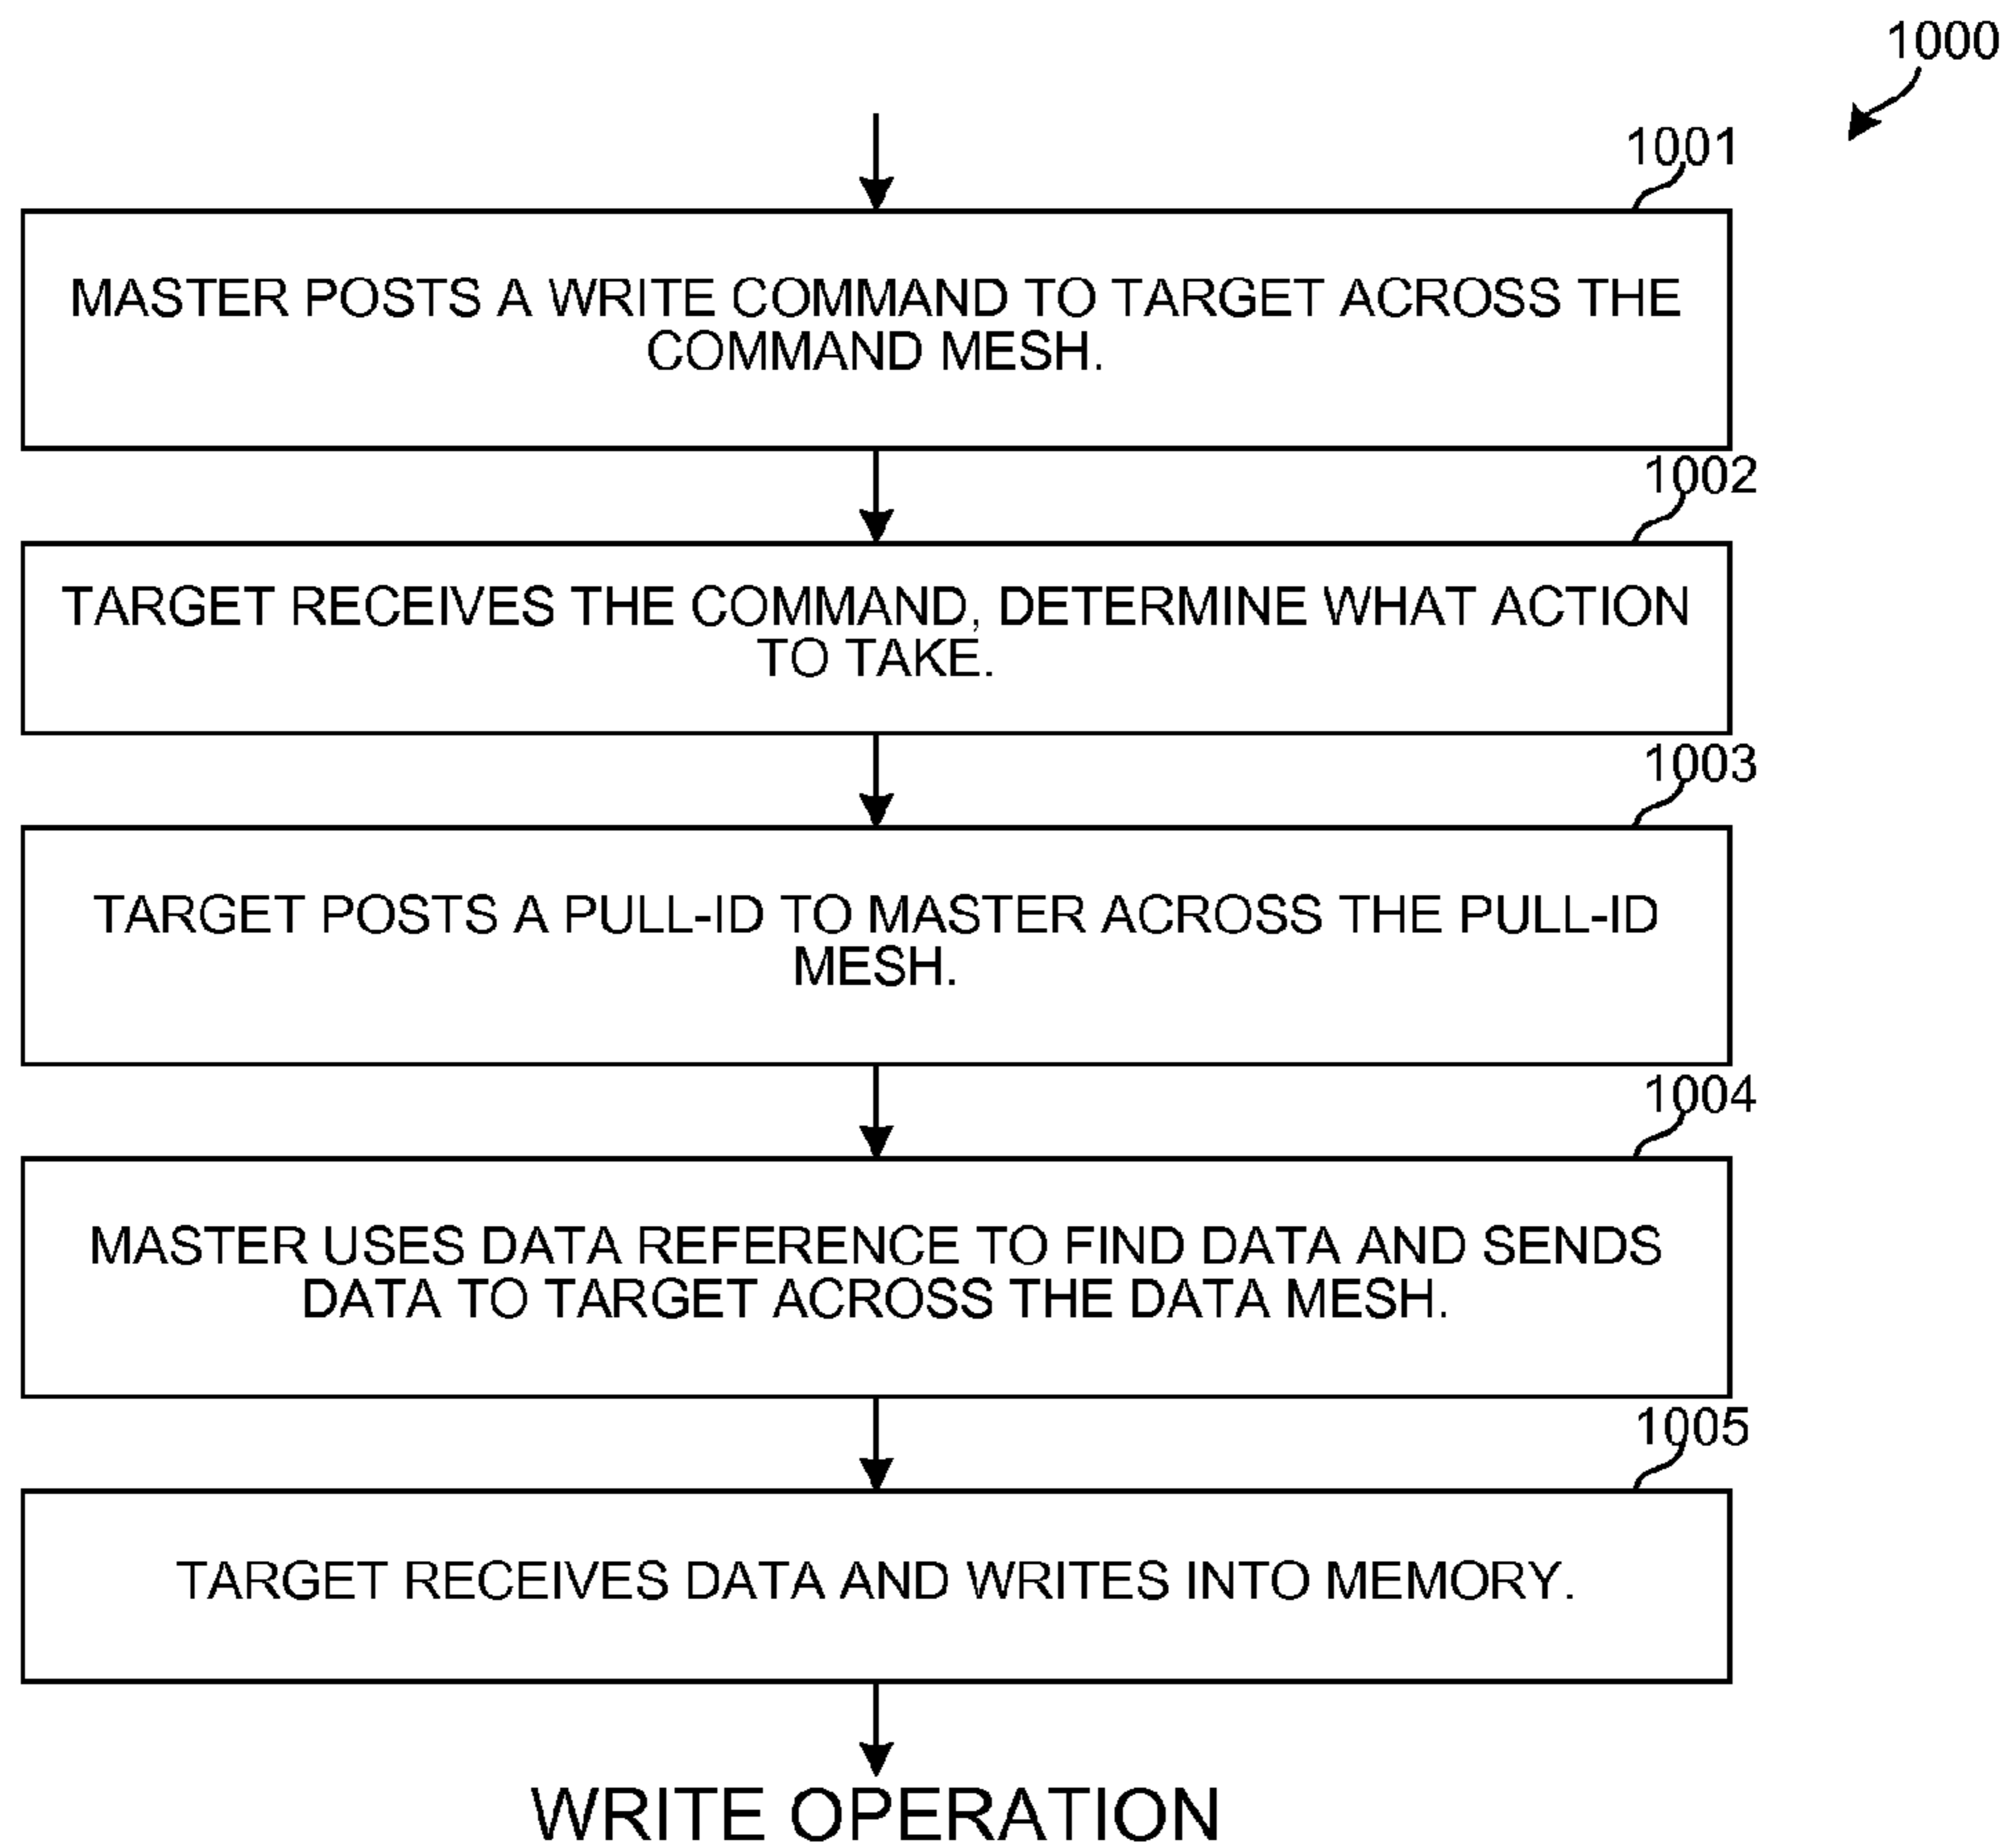 1000
1001
MASTER POSTS A WRITE COMMAND TO TARGET ACROSS THE
COMMAND MESH.
1002
TARGET RECEIVES THE COMMAND, DETERMINE WHAT ACTION
TO TAKE.
1003
TARGET POSTS A PULL-ID TO MASTER ACROSS THE PULL-ID
MESH.
1004
MASTER USES DATA REFERENCE TO FIND DATA AND SENDS
DATA TO TARGET ACROSS THE DATA MESH.
1005
TARGET RECEIVES DATA AND WRITES INTO MEMORY.
WRITE OPERATION